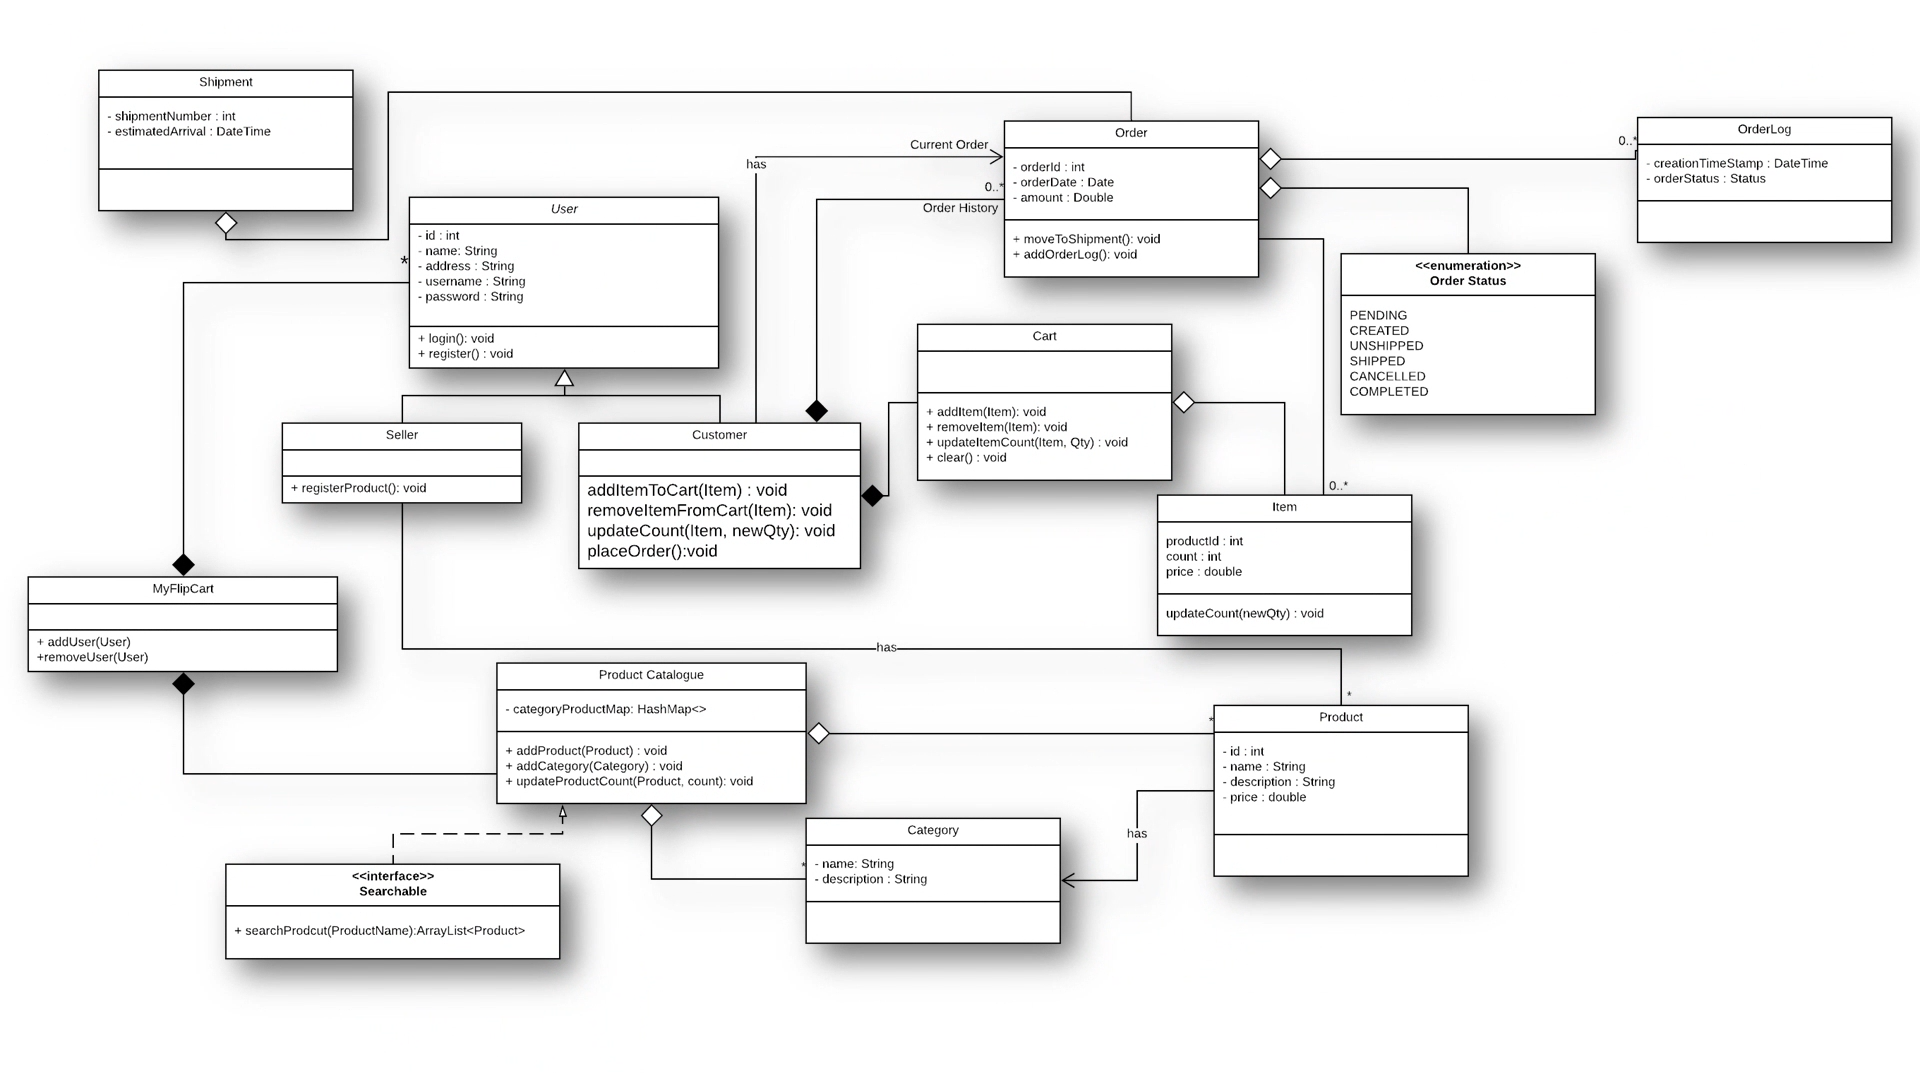 Shipment
- shipmentNumber : int
- estimatedArrival : DateTime
User
- id : int
- name: String
- address : String
- username : String
- password : String
+ login(): void
+ register() : void
*
has
Current Order
0..*
Order History
Order
- orderId : int
- orderDate : Date
- amount : Double
+ moveToShipment(): void
+ addOrderLog(): void
0..*
OrderLog
- creationTimeStamp : DateTime
- orderStatus : Status
<<enumeration>>
Order Status
PENDING
CREATED
UNSHIPPED
SHIPPED
CANCELLED
COMPLETED
Cart
+ addItem(Item): void
+ removeItem(Item): void
+ updateItemCount(Item, Qty) : void
+ clear() : void
Seller
+ registerProduct(): void
Customer
addItemToCart(Item) : void
removeItemFromCart(Item): void
updateCount(Item, newQty): void
placeOrder():void
0..*
Item
productId : int
count : int
price : double
updateCount(newQty) : void
MyFlipCart
+ addUser(User)
+removeUser(User)
has
*
Product Catalogue
- categoryProductMap: HashMap<>
+ addProduct(Product) : void
+ addCategory(Category) : void
+ updateProductCount(Product, count): void
*
Product
- id : int
- name : String
- description : String
- price : double
has
*
Category
- name: String
- description : String
<<interface>>
Searchable
+ searchProdcut(ProductName):ArrayList<Product>